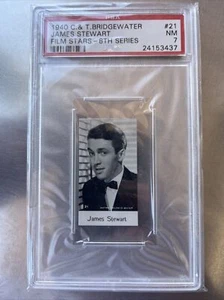 1940 C.& T.BRIDGEWATER #21
JAMES STEWART NM
FILM STARS - 8TH SERIES 7
24153437
James Stewart